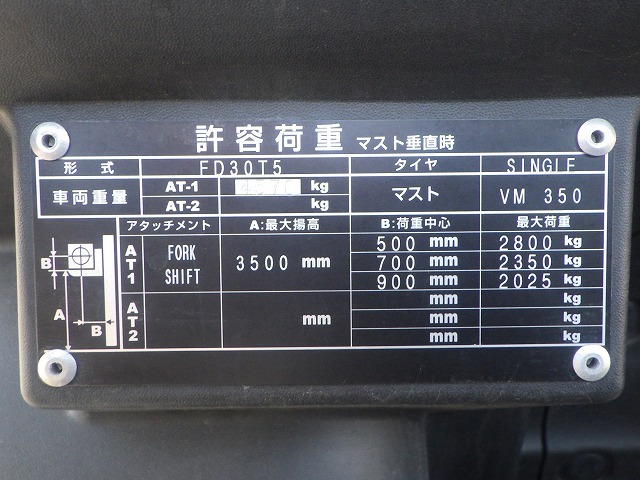 許容荷重 マスト垂直時
形式 FD30T5 タイヤ SINGLE
車両重量 AT-1 kg マスト VM 350
AT-2 kg
アタッチメント A:最大揚高 B:荷重中心 最大荷重
AT1 FORK SHIFT 3500 mm 500 mm 2800 kg
700 mm 2350 kg
900 mm 2025 kg
AT2 mm mm kg
mm kg
mm kg
B
A
B